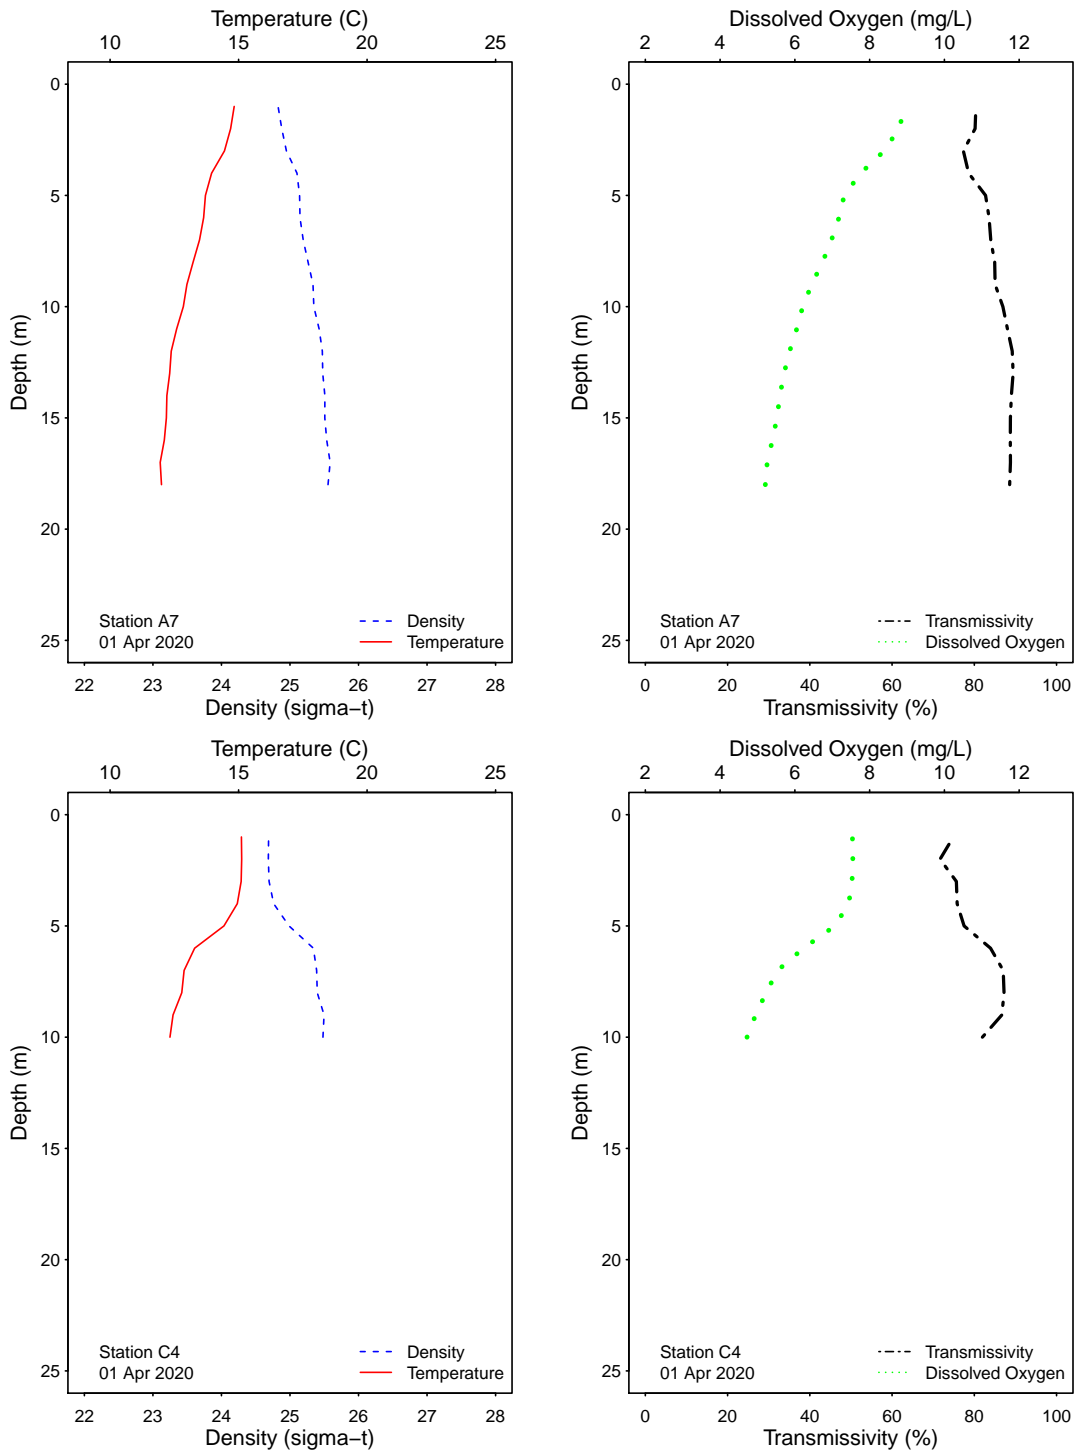 Temperature (C)
10 15 20 25
0
5
10
15
20
25
Depth (m)
Station A7
01 Apr 2020
Density
Temperature
22 23 24 25 26 27 28
Density (sigma−t)
Dissolved Oxygen (mg/L)
2 4 6 8 10 12
0
5
10
15
20
25
Depth (m)
Station A7
01 Apr 2020
Transmissivity
Dissolved Oxygen
0 20 40 60 80 100
Transmissivity (%)
Temperature (C)
10 15 20 25
0
5
10
15
20
25
Depth (m)
Station C4
01 Apr 2020
Density
Temperature
22 23 24 25 26 27 28
Density (sigma−t)
Dissolved Oxygen (mg/L)
2 4 6 8 10 12
0
5
10
15
20
25
Depth (m)
Station C4
01 Apr 2020
Transmissivity
Dissolved Oxygen
0 20 40 60 80 100
Transmissivity (%)